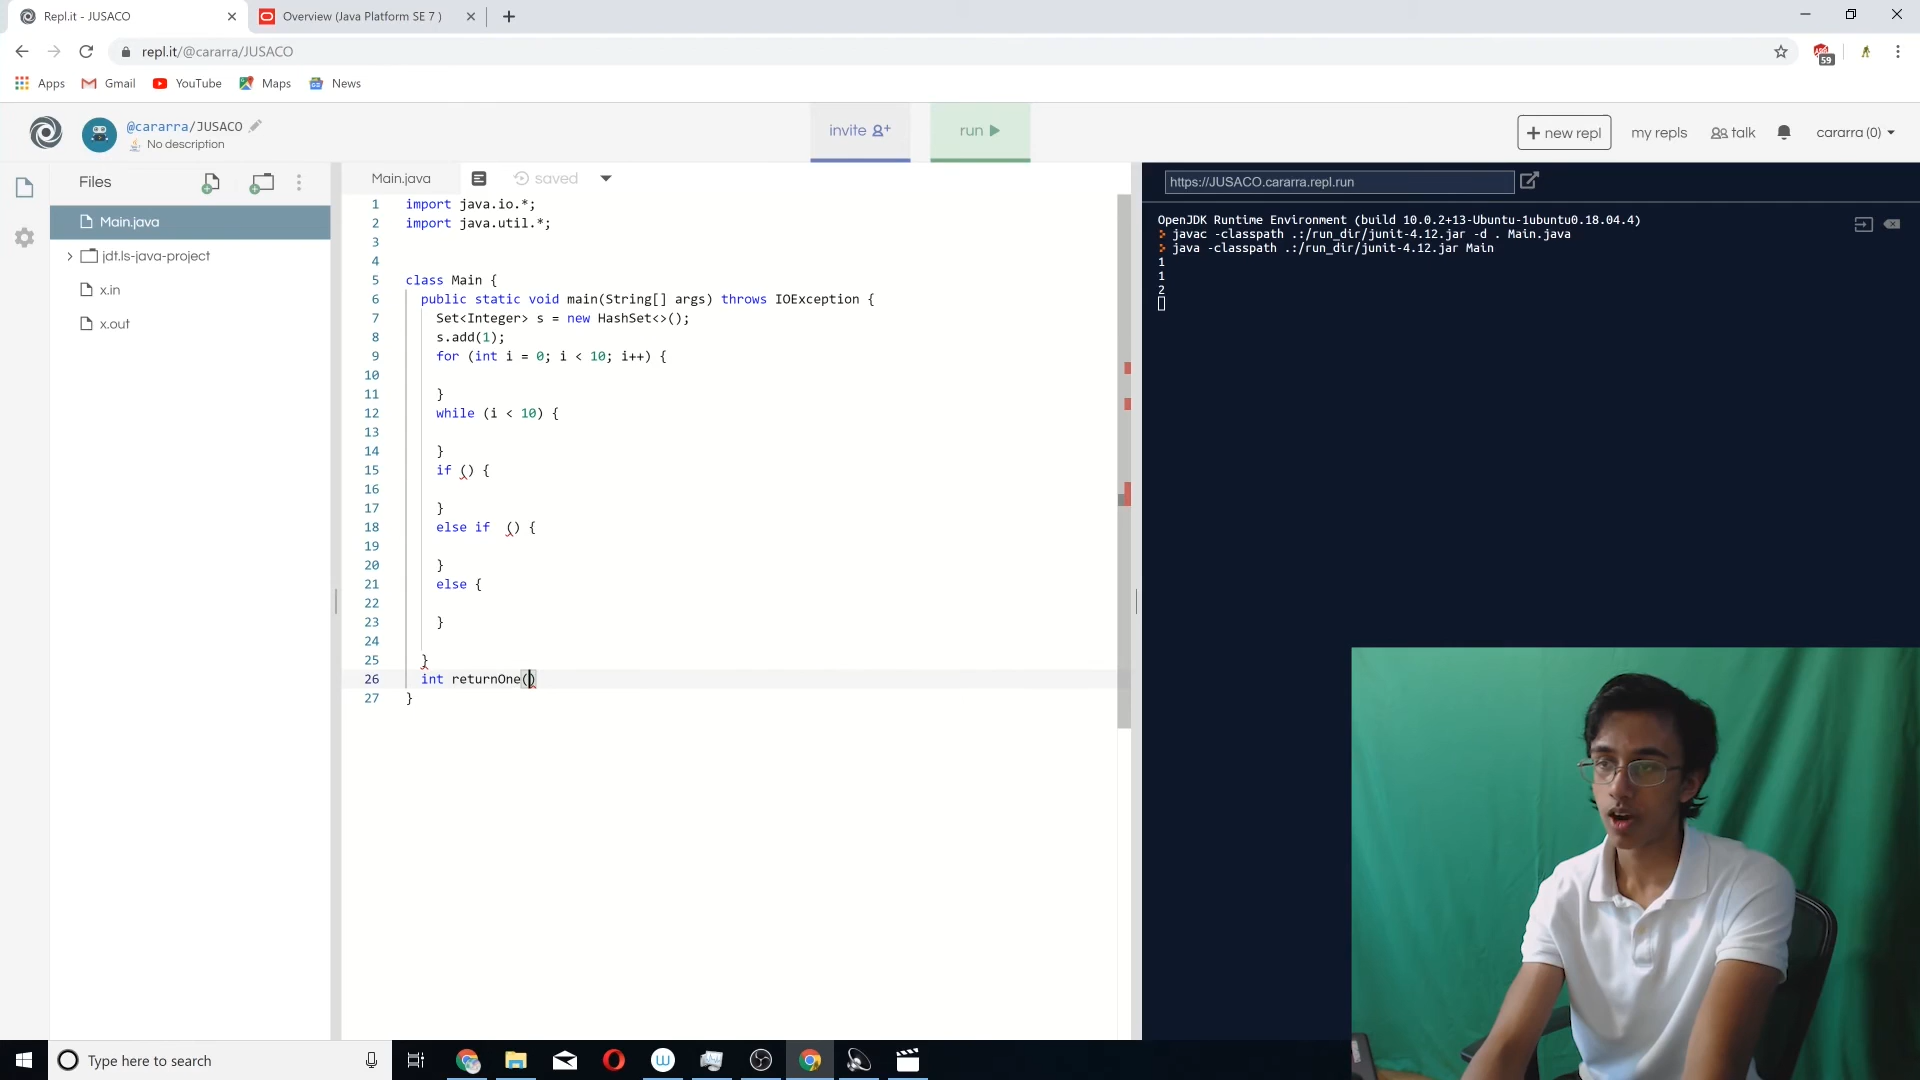 Repl.it - JUSACO
Overview (Java Platform SE 7 )
repl.it/@cararra/JUSACO
59
Apps
Gmail
YouTube
Maps
News
@cararra/JUSACO
No description
invite
run
+ new repl
my repls
talk
cararra (0)
Files
Main.java
jdt.ls-java-project
x.in
x.out
Main.java
saved
1 import java.io.*;
2 import java.util.*;
3
4
5 class Main {
6 public static void main(String[] args) throws IOException {
7 Set<Integer> s = new HashSet<>();
8 s.add(1);
9 for (int i = 0; i < 10; i++) {
10
11 }
12 while (i < 10) {
13
14 }
15 if () {
16
17 }
18 else if  () {
19
20 }
21 else {
22
23 }
24
25 }
26 int returnOne()
27 }
https://JUSACO.cararra.repl.run
OpenJDK Runtime Environment (build 10.0.2+13-Ubuntu-1ubuntu0.18.04.4)
javac -classpath .:/run_dir/junit-4.12.jar -d . Main.java
java -classpath .:/run_dir/junit-4.12.jar Main
1
1
2
Type here to search